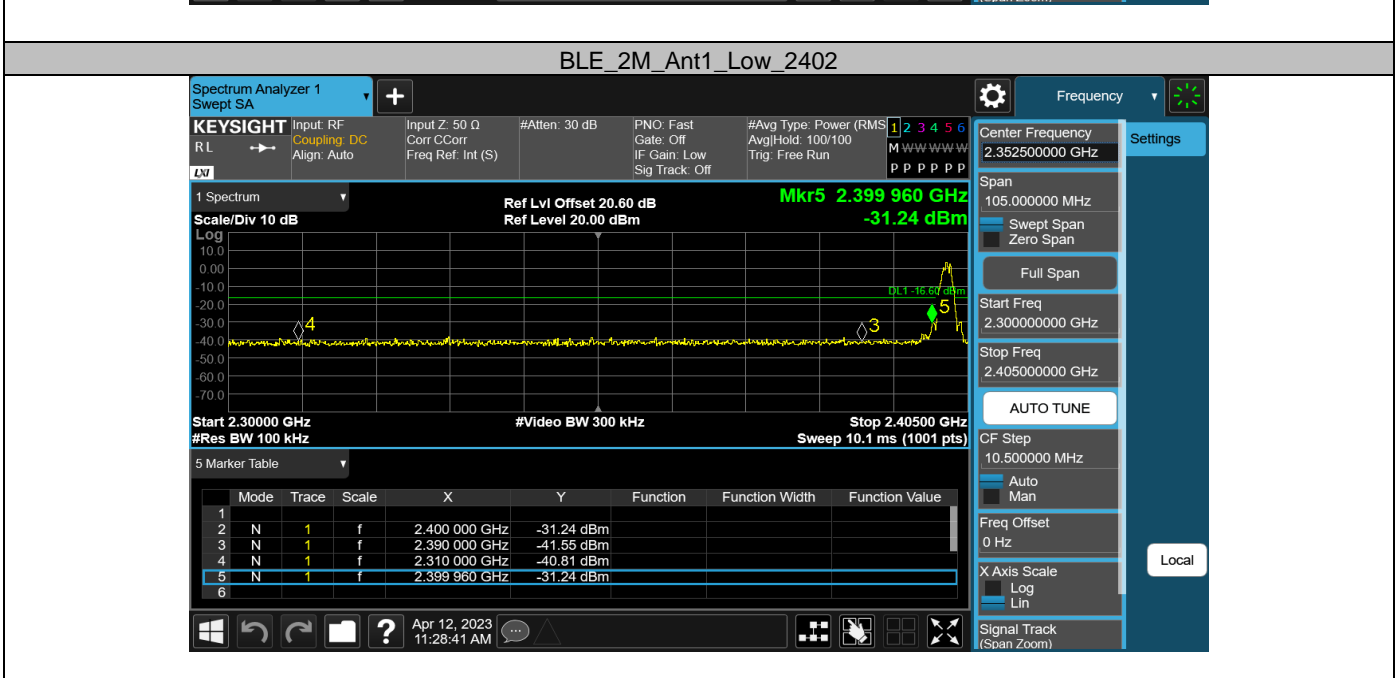 (Span Zoom)
BLE_2M_Ant1_Low_2402
Spectrum Analyzer 1
Swept SA
Frequency
KEYSIGHT
R L
LXI
Input: RF
Coupling: DC
Align: Auto
Input Z: 50 Ω
Corr CCorr
Freq Ref: Int (S)
#Atten: 30 dB
PNO: Fast
Gate: Off
IF Gain: Low
Sig Track: Off
#Avg Type: Power (RMS
Avg|Hold: 100/100
Trig: Free Run
1 2 3 4 5 6
M W W W W W
P P P P P P
1 Spectrum
Scale/Div 10 dB
Ref Lvl Offset 20.60 dB
Ref Level 20.00 dBm
Mkr5 2.399 960 GHz
-31.24 dBm
Log
10.0
0.00
-10.0
-20.0
-30.0
-40.0
-50.0
-60.0
-70.0
DL1 -16.60 dBm
4
3
5
Start 2.30000 GHz
#Res BW 100 kHz
#Video BW 300 kHz
Stop 2.40500 GHz
Sweep 10.1 ms (1001 pts)
5 Marker Table
Mode Trace Scale X Y Function Function Width Function Value
1
2 N 1 f 2.400 000 GHz -31.24 dBm
3 N 1 f 2.390 000 GHz -41.55 dBm
4 N 1 f 2.310 000 GHz -40.81 dBm
5 N 1 f 2.399 960 GHz -31.24 dBm
6
Apr 12, 2023
11:28:41 AM
Center Frequency
2.352500000 GHz
Settings
Span
105.000000 MHz
Swept Span
Zero Span
Full Span
Start Freq
2.300000000 GHz
Stop Freq
2.405000000 GHz
AUTO TUNE
CF Step
10.500000 MHz
Auto
Man
Freq Offset
0 Hz
Local
X Axis Scale
Log
Lin
Signal Track
(Span Zoom)